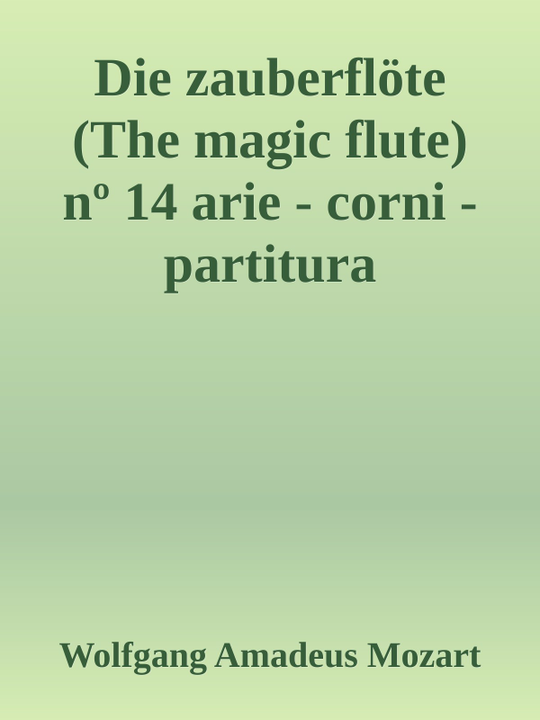 Die zauberflöte
(The magic flute)
nº 14 arie - corni -
partitura
Wolfgang Amadeus Mozart